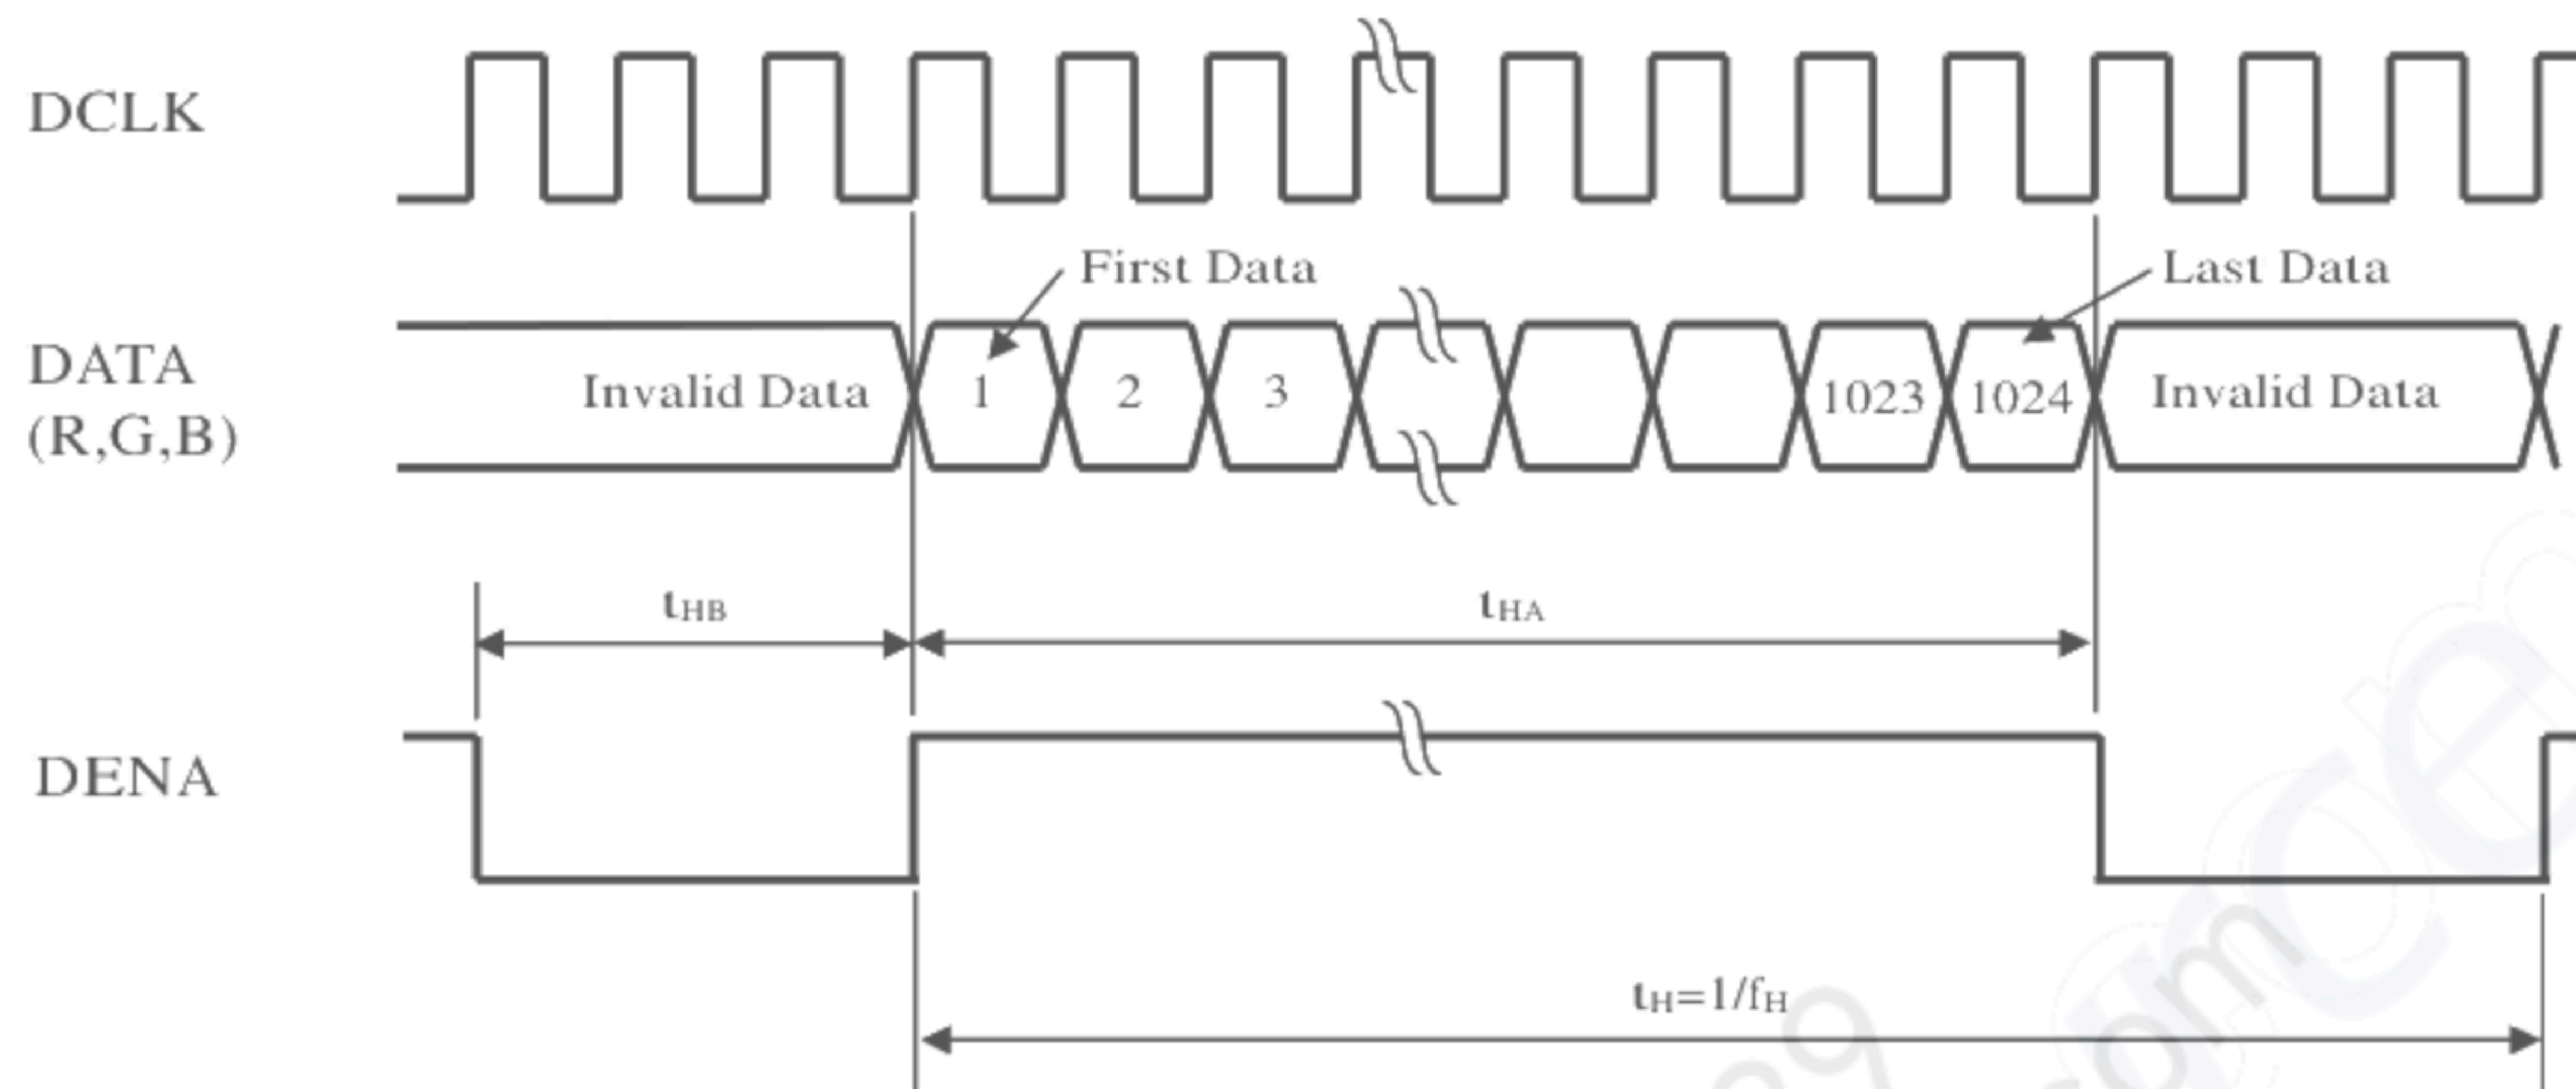 DCLK
First Data
Last Data
DATA
(R,G,B)
Invalid Data
1
2
3
1023
1024
Invalid Data
tHB
tHA
DENA
tH=1/fH